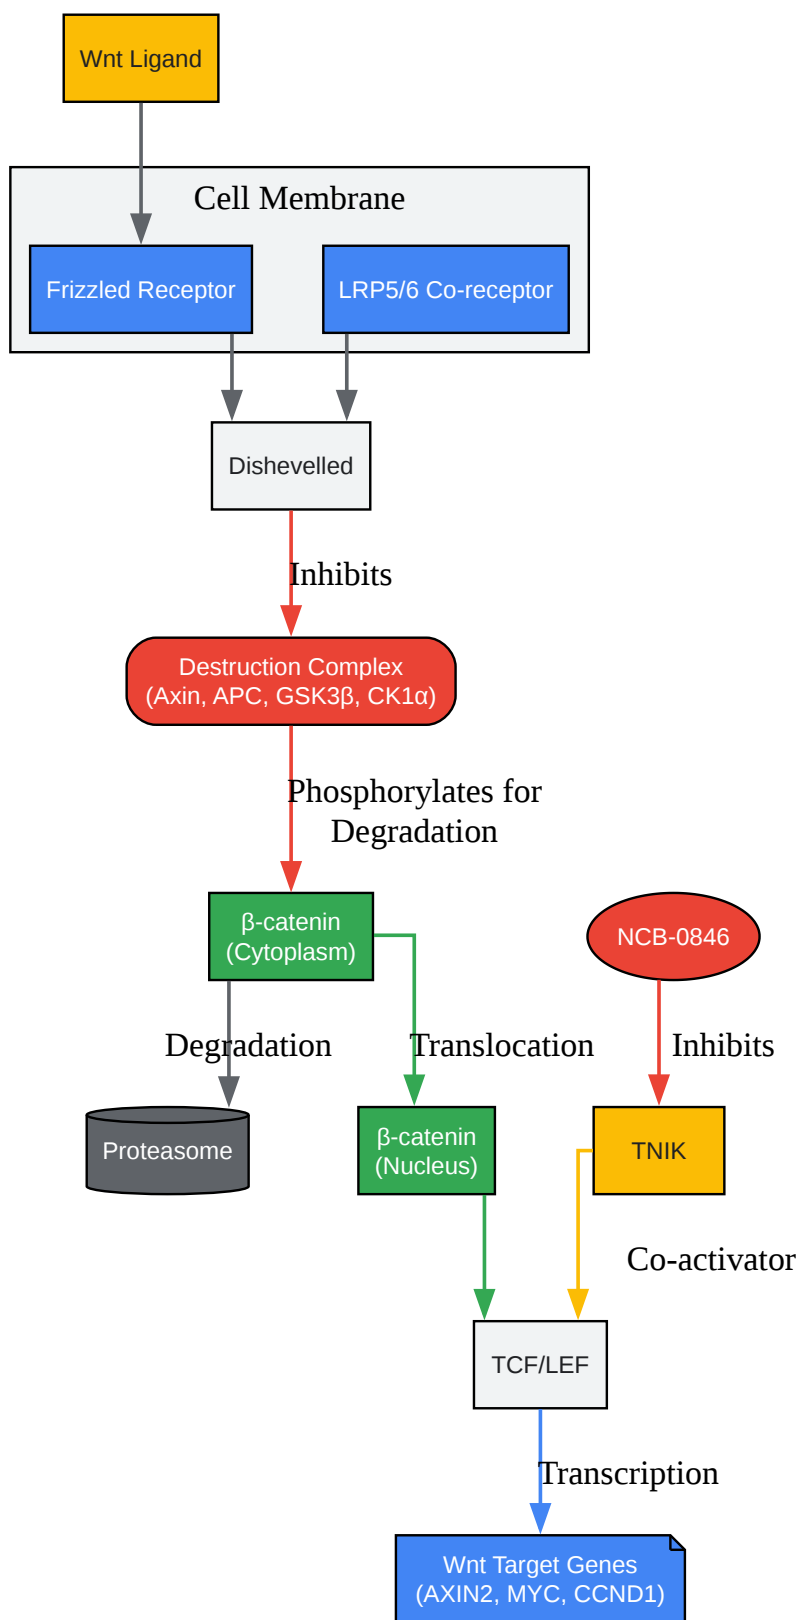 Wnt Ligand
Cell Membrane
Frizzled Receptor
LRP5/6 Co-receptor
Dishevelled
Inhibits
Destruction Complex
(Axin, APC, GSK3β, CK1α)
Phosphorylates for
Degradation
β-catenin
(Cytoplasm)
NCB-0846
Degradation
Translocation
Inhibits
Proteasome
β-catenin
(Nucleus)
TNIK
Co-activator
TCF/LEF
Transcription
Wnt Target Genes
(AXIN2, MYC, CCND1)